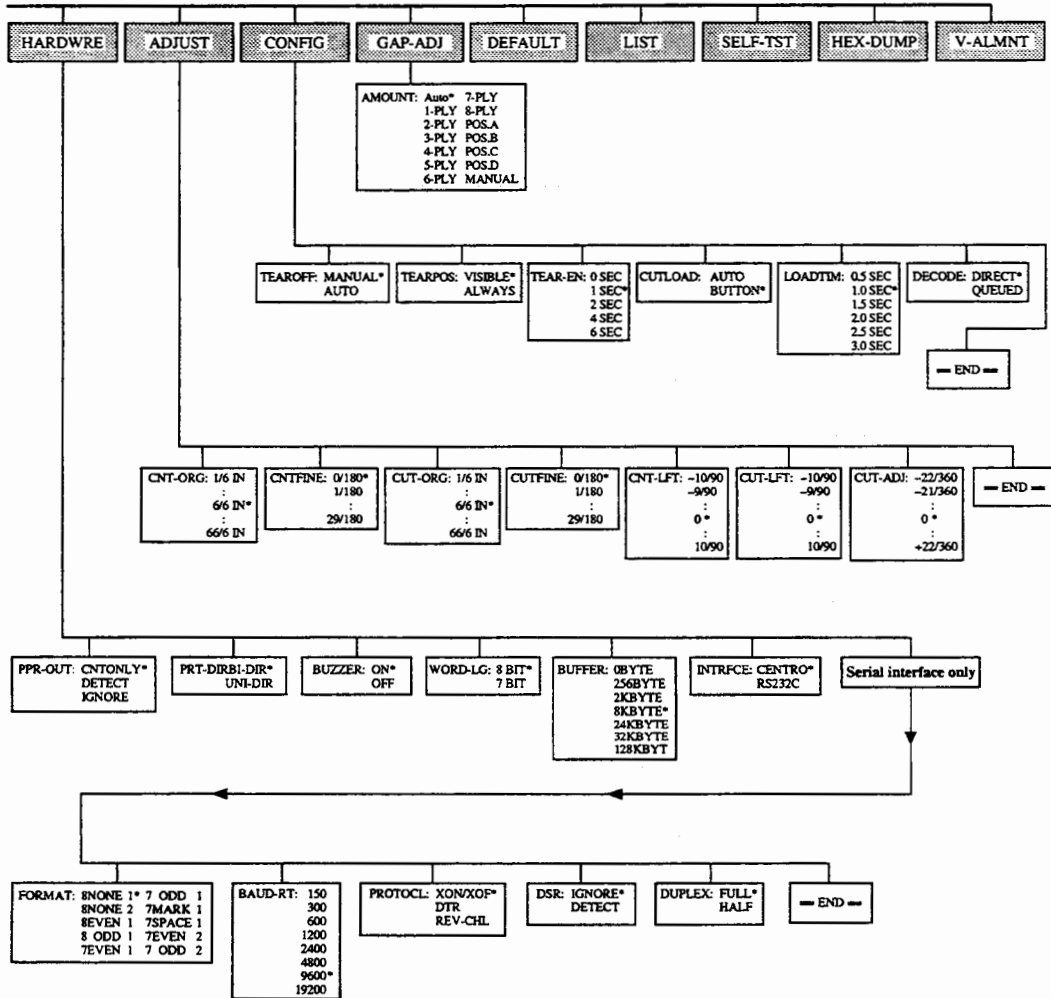 HARDWRE ADJUST CONFIG GAP-ADJ DEFAULT LIST SELF-TST HEX-DUMP V-ALMNT
AMOUNT: Auto* 7-PLY
1-PLY 8-PLY
2-PLY POS.A
3-PLY POS.B
4-PLY POS.C
5-PLY POS.D
6-PLY MANUAL
TEAROFF: MANUAL*
AUTO
TEARPOS: VISIBLE*
ALWAYS
TEAR-EN: 0 SEC
1 SEC*
2 SEC
4 SEC
6 SEC
CUTLOAD: AUTO
BUTTON*
LOADTIM: 0.5 SEC
1.0 SEC*
1.5 SEC
2.0 SEC
2.5 SEC
3.0 SEC
DECODE: DIRECT*
QUEUED
— END —
CNT-ORG: 1/6 IN
:
6/6 IN*
:
66/6 IN
CNTFINE: 0/180*
1/180
:
29/180
CUT-ORG: 1/6 IN
:
6/6 IN*
:
66/6 IN
CUTFINE: 0/180*
1/180
:
29/180
CNT-LFT: –10/90
–9/90
:
0 *
:
10/90
CUT-LFT: –10/90
–9/90
:
0 *
:
10/90
CUT-ADJ: –22/360
–21/360
:
0 *
:
+22/360
— END —
PPR-OUT: CNTONLY*
DETECT
IGNORE
PRT-DIRBI-DIR*
UNI-DIR
BUZZER: ON*
OFF
WORD-LG: 8 BIT*
7 BIT
BUFFER: 0BYTE
256BYTE
2KBYTE
8KBYTE*
24KBYTE
32KBYTE
128KBYT
INTRFCE: CENTRO*
RS232C
Serial interface only
FORMAT: 8NONE 1* 7 ODD 1
8NONE 2 7MARK 1
8EVEN 1 7SPACE 1
8 ODD 1 7EVEN 2
7EVEN 1 7 ODD 2
BAUD-RT: 150
300
600
1200
2400
4800
9600*
19200
PROTOCL: XON/XOF*
DTR
REV-CHL
DSR: IGNORE*
DETECT
DUPLEX: FULL*
HALF
— END —